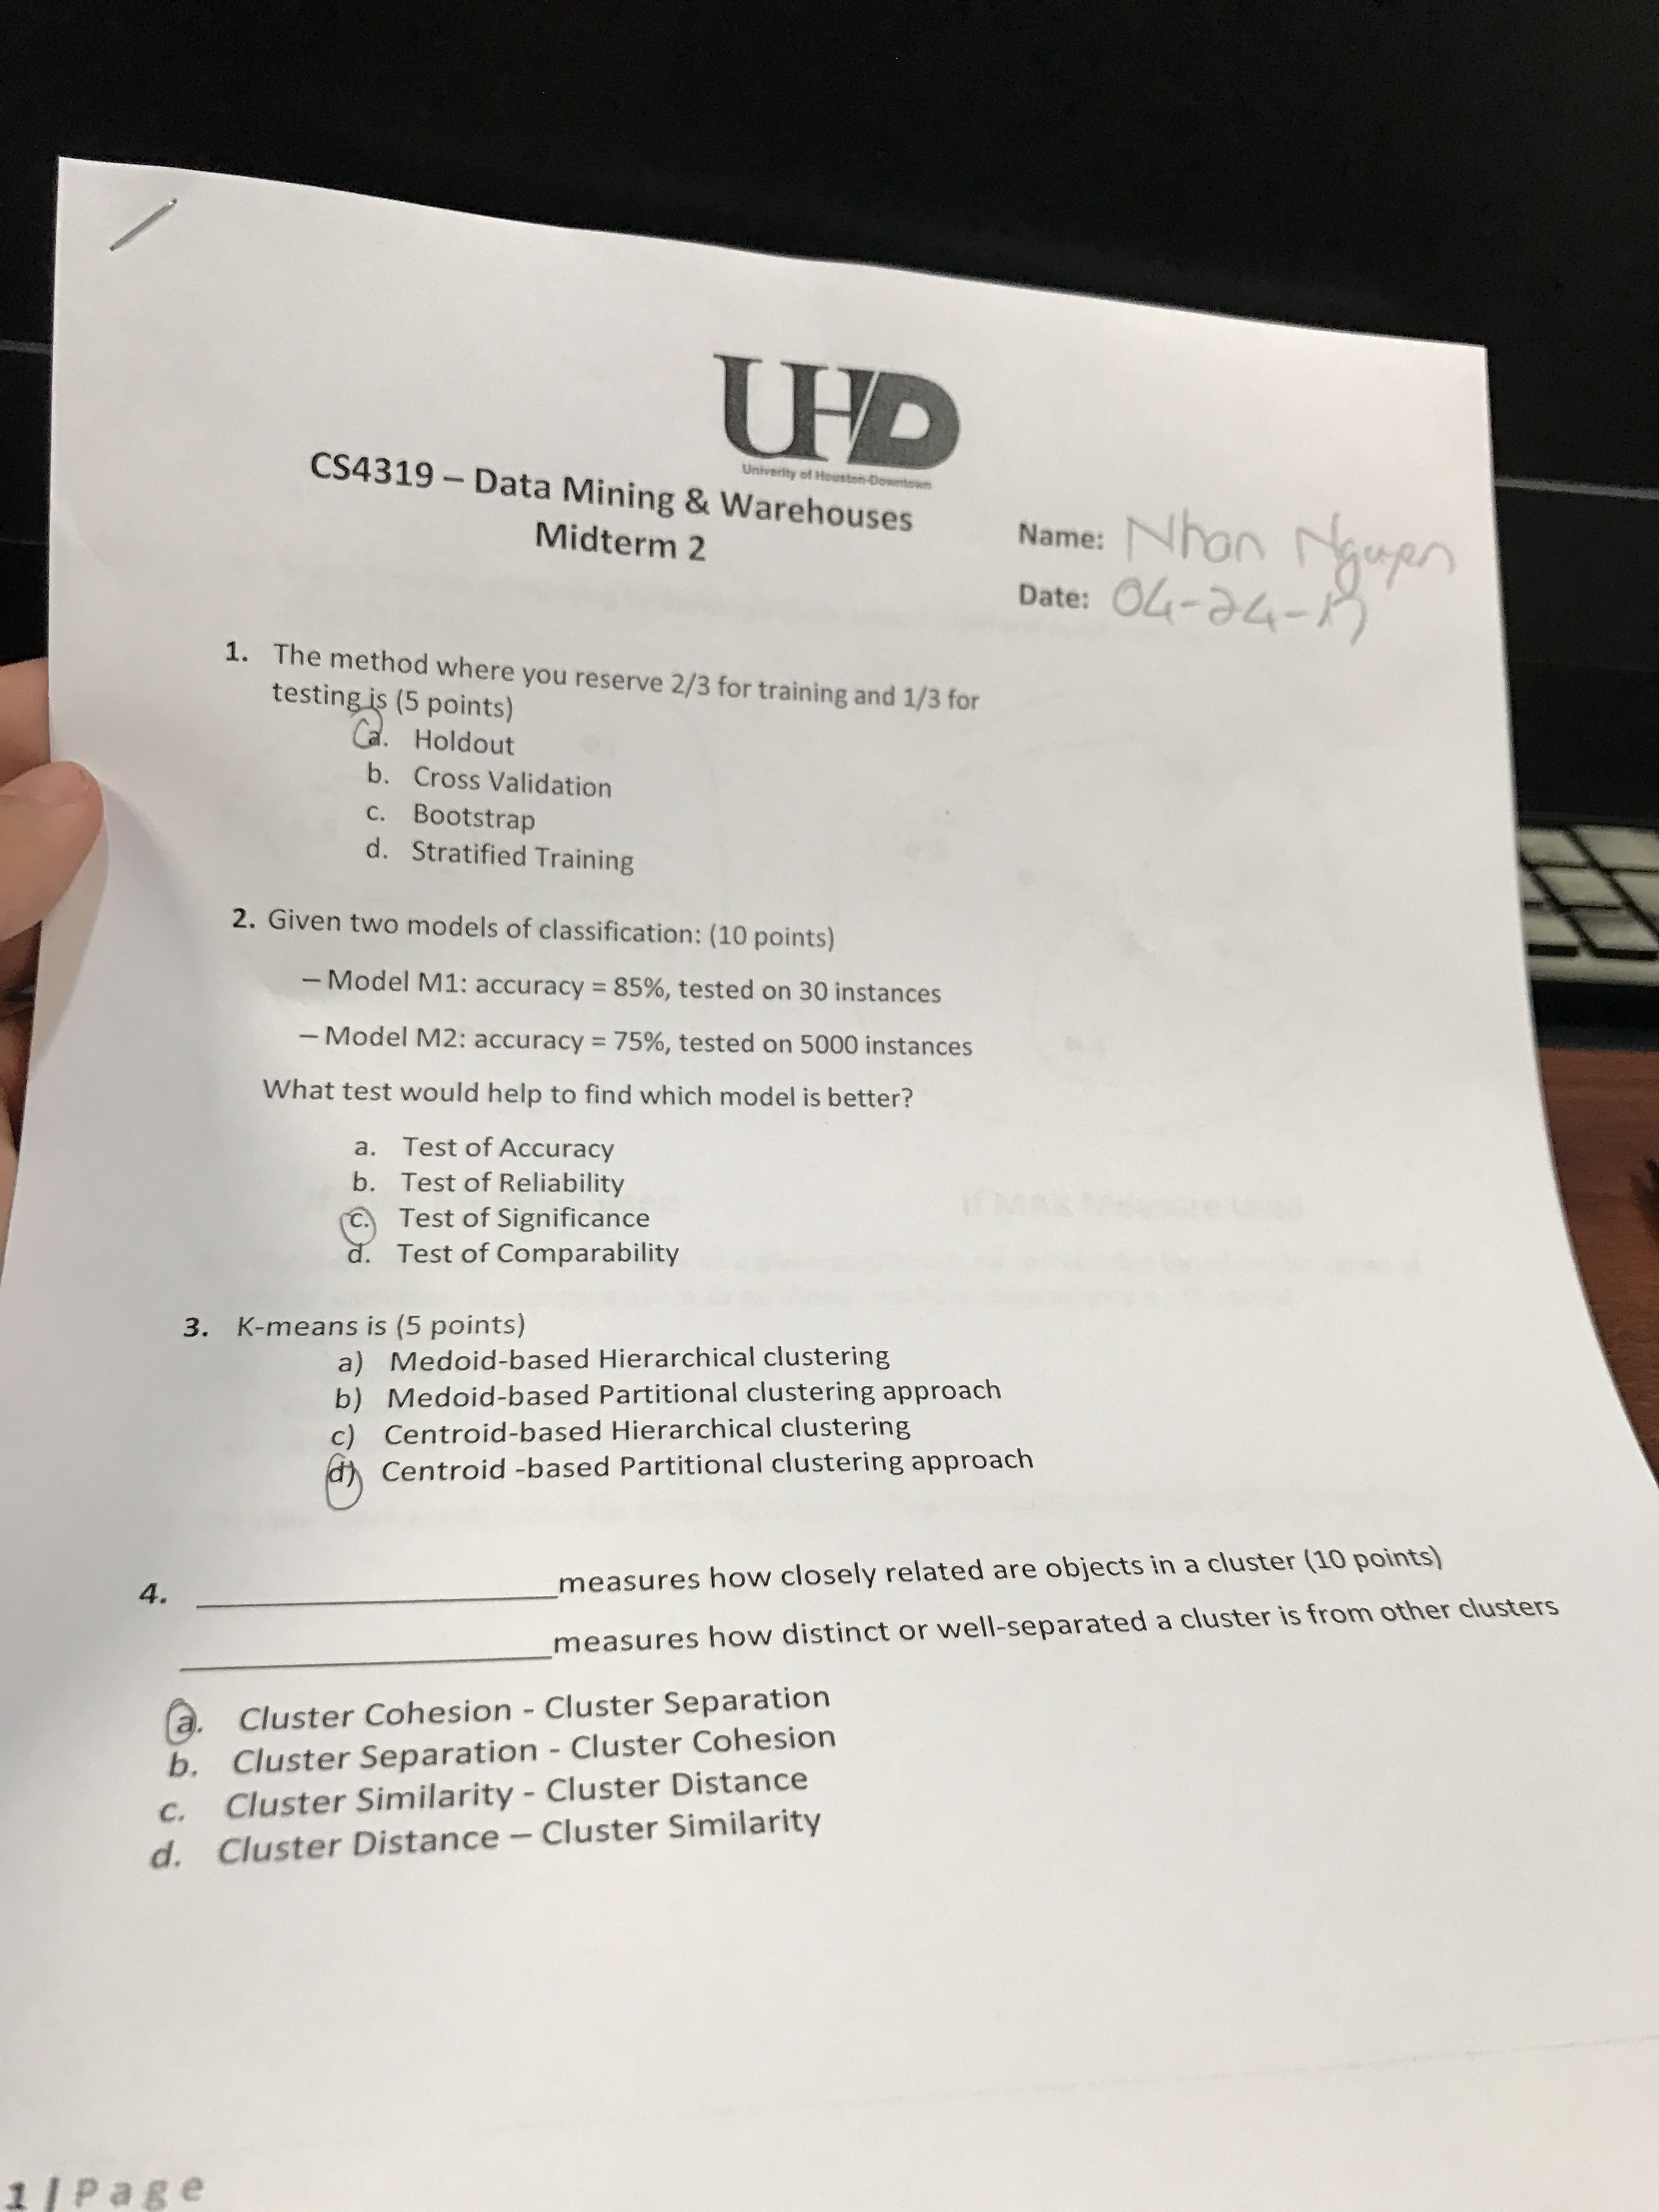 UHD
Univerity of Houston-Downtown
CS4319 – Data Mining & Warehouses
Midterm 2
Name: Nhan Nguyen
Date: 04-24-17
1. The method where you reserve 2/3 for training and 1/3 for
testing is (5 points)
a. Holdout
b. Cross Validation
c. Bootstrap
d. Stratified Training
2. Given two models of classification: (10 points)
– Model M1: accuracy = 85%, tested on 30 instances
– Model M2: accuracy = 75%, tested on 5000 instances
What test would help to find which model is better?
a. Test of Accuracy
b. Test of Reliability
c. Test of Significance
d. Test of Comparability
3. K-means is (5 points)
a) Medoid-based Hierarchical clustering
b) Medoid-based Partitional clustering approach
c) Centroid-based Hierarchical clustering
d) Centroid -based Partitional clustering approach
4. ____________________measures how closely related are objects in a cluster (10 points)
____________________measures how distinct or well-separated a cluster is from other clusters
a. Cluster Cohesion - Cluster Separation
b. Cluster Separation - Cluster Cohesion
c. Cluster Similarity - Cluster Distance
d. Cluster Distance – Cluster Similarity
1 | Page